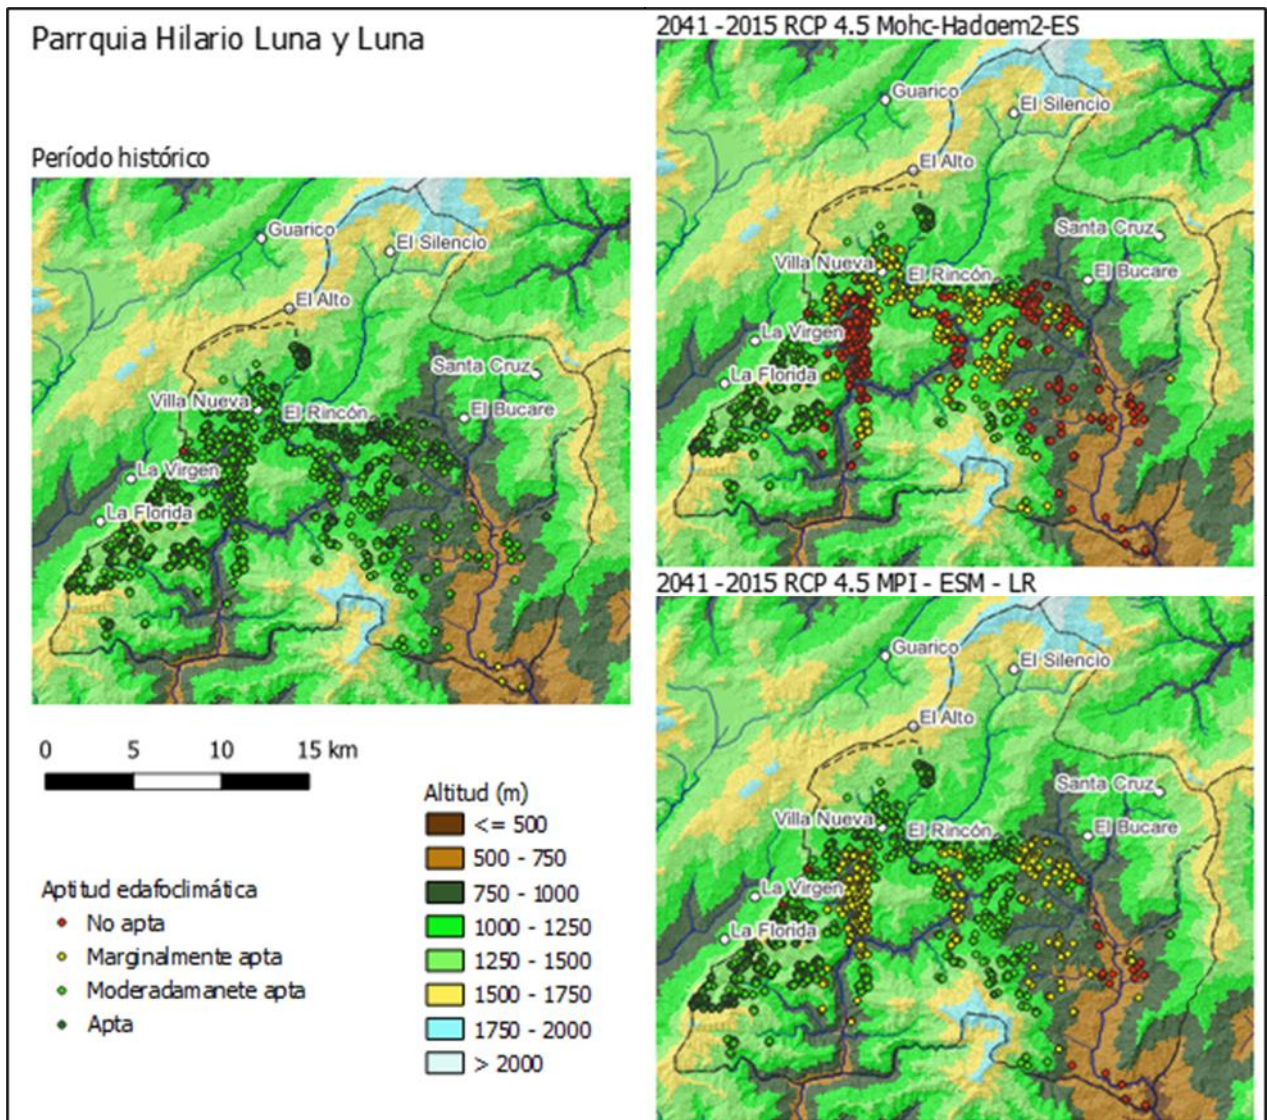 Parrquia Hilario Luna y Luna
Período histórico
Guarico
El Silencio
El Alto
Santa Cruz
Villa Nueva
El Rincón
El Bucare
La Virgen
La Florida
0 5 10 15 km
Altitud (m)
<= 500
500 - 750
750 - 1000
1000 - 1250
1250 - 1500
1500 - 1750
1750 - 2000
> 2000
Aptitud edafoclimática
No apta
Marginalmente apta
Moderadamanete apta
Apta
2041 -2015 RCP 4.5 Mohc-Hadgem2-ES
Guarico
El Silencio
El Alto
Santa Cruz
Villa Nueva
El Rincón
El Bucare
La Virgen
La Florida
2041 -2015 RCP 4.5 MPI - ESM - LR
Guarico
El Silencio
El Alto
Santa Cruz
Villa Nueva
El Rincón
El Bucare
La Virgen
La Florida